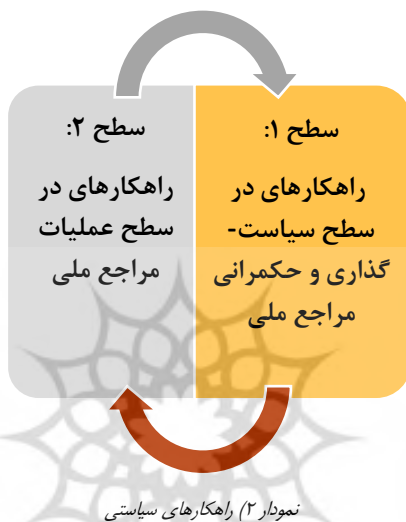 سطح ۱:
راهکارهای در
سطح سیاست-
گذاری و حکمرانی
مراجع ملی
سطح ۲:
راهکارهای در
سطح عملیات
مراجع ملی
نمودار ۲) راهکارهای سیاستی